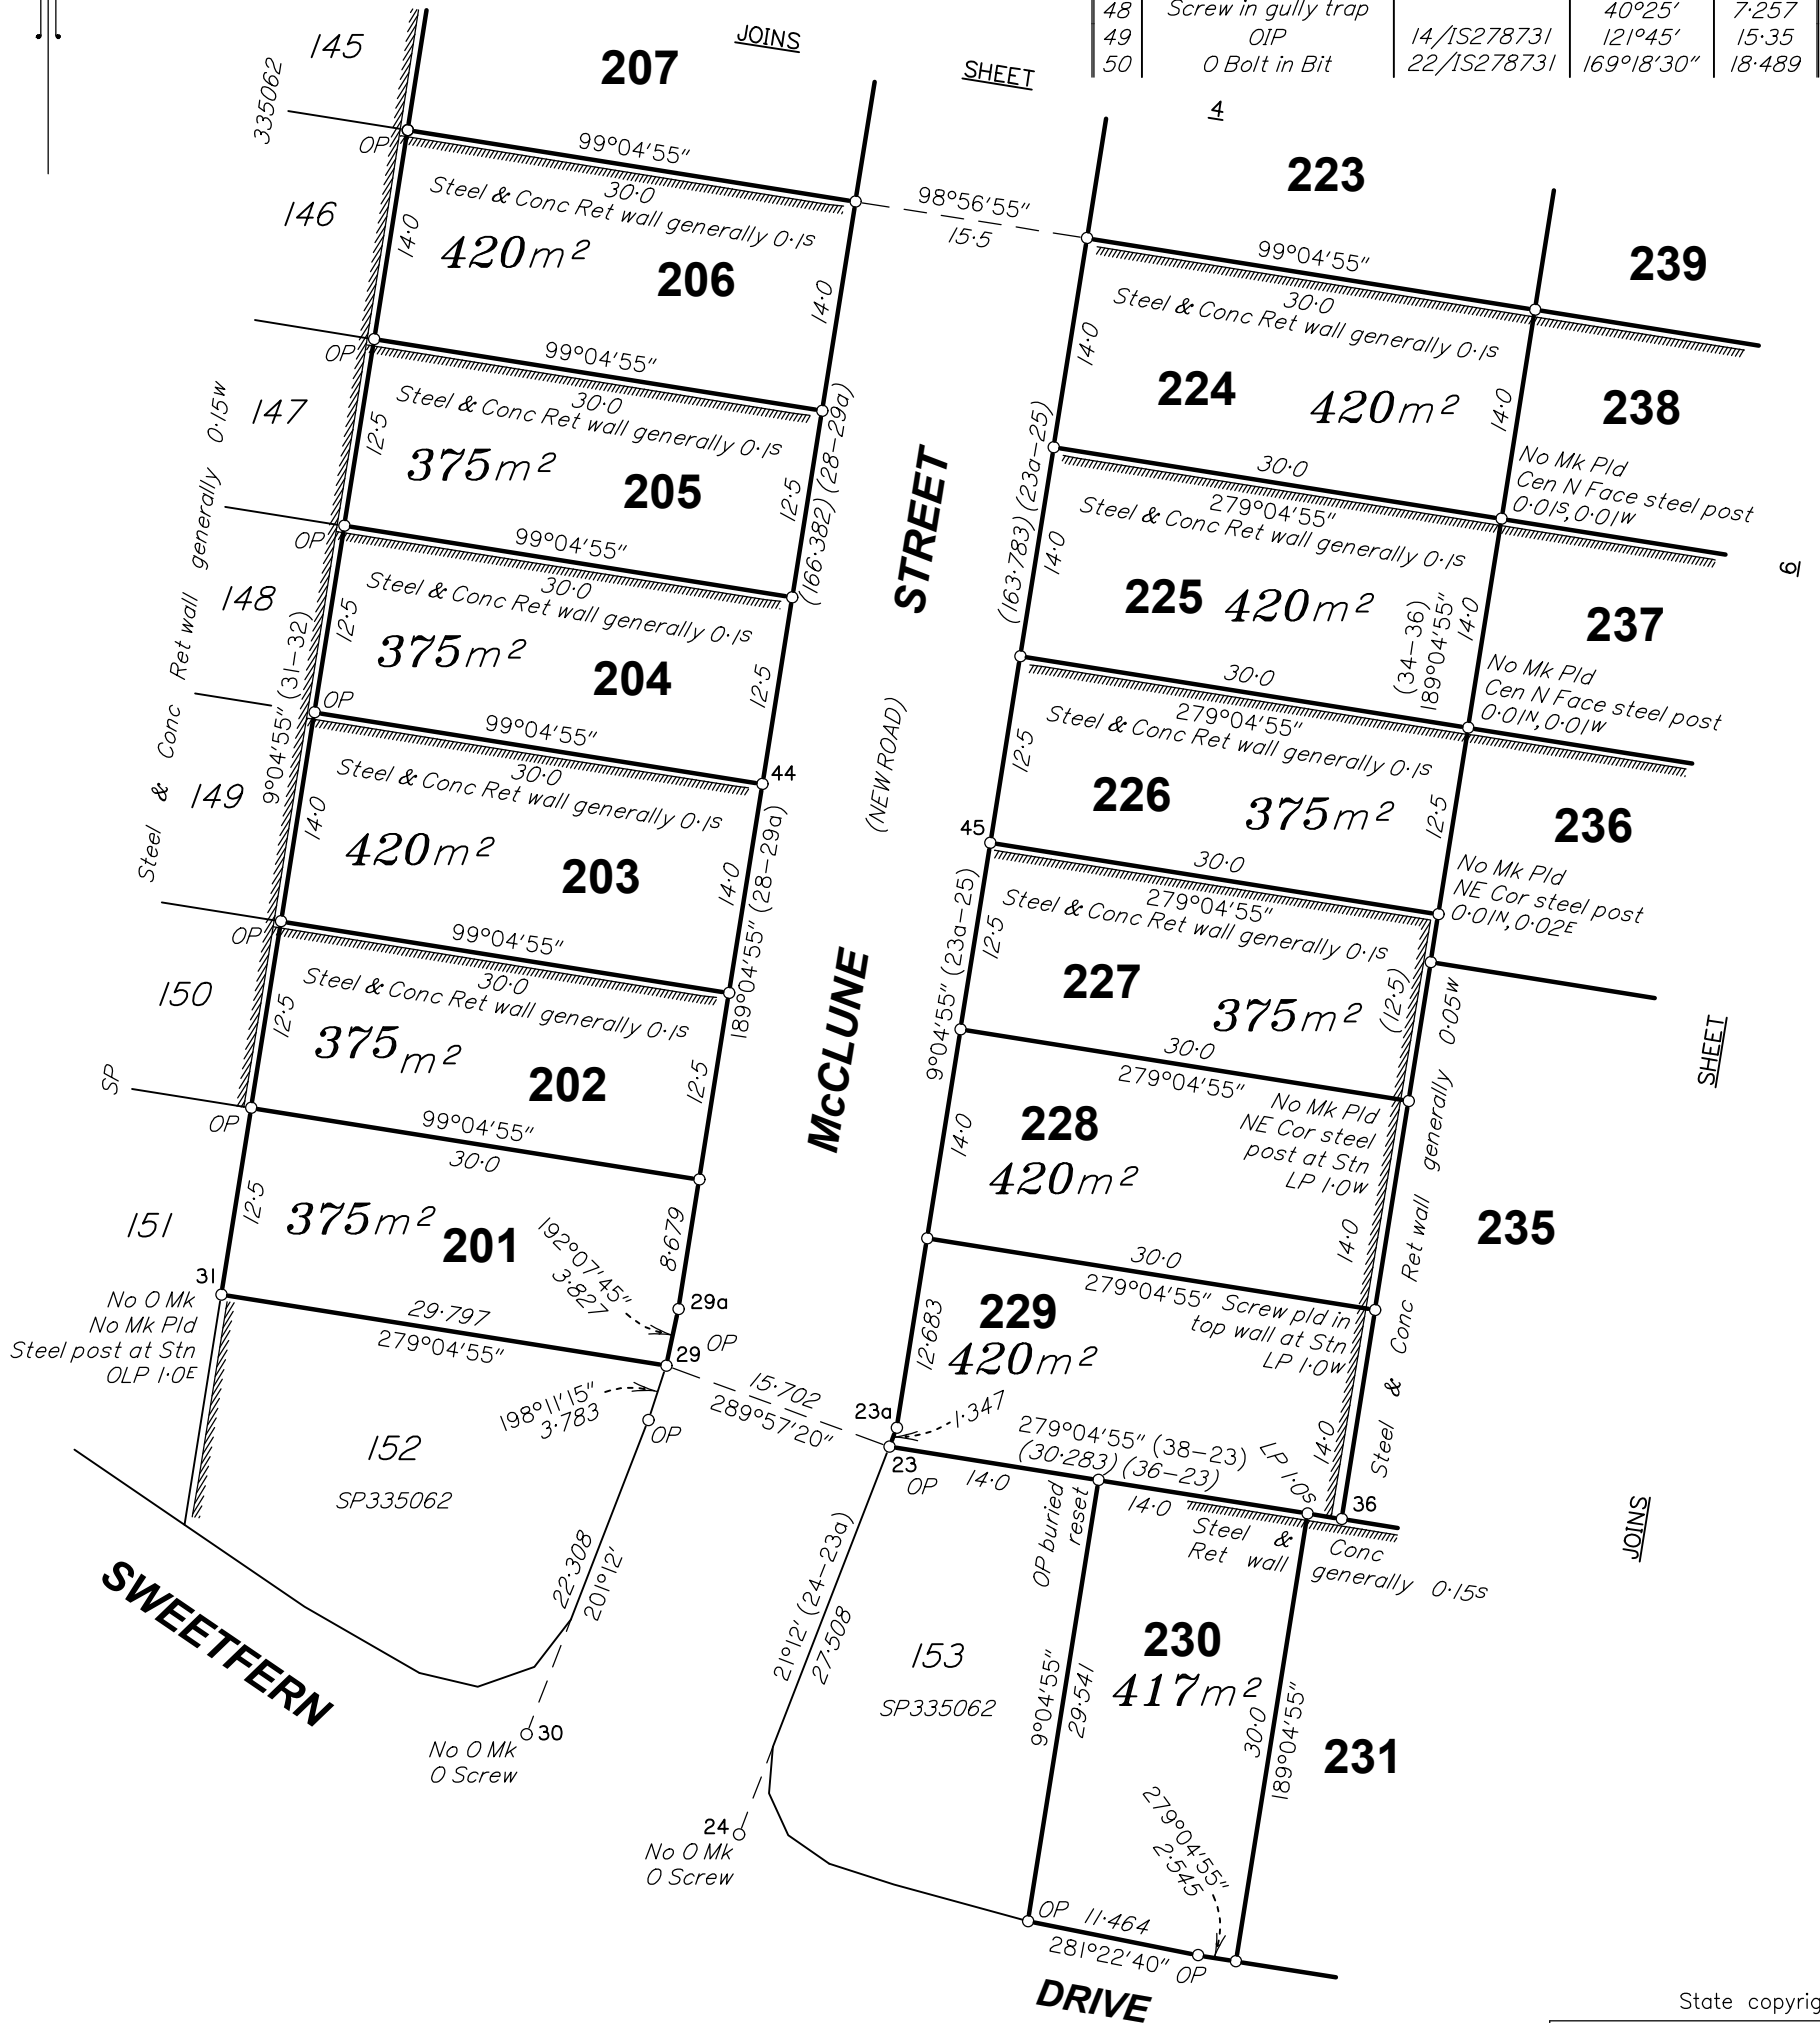 48 Screw in gully trap 40°25′ 7·257
49 OIP 14/IS278731 121°45′ 15·35
50 O Bolt in Bit 22/IS278731 169°18′30″ 18·489
JOINS
SHEET
4
145
207
223
239
335062
OP
99°04′55″
30·0
Steel & Conc Ret wall generally 0·1S
146
14·0
420m²
206
14·0
98°56′55″
15·5
99°04′55″
30·0
Steel & Conc Ret wall generally 0·1S
14·0
224
420m²
14·0
238
No Mk Pld
Cen N Face steel post
0·01S,0·01W
OP
99°04′55″
30·0
Steel & Conc Ret wall generally 0·1S
147
12·5
375m²
205
12·5
(166·382) (28-29a)
STREET
(163·783) (23a-25)
30·0
279°04′55″
Steel & Conc Ret wall generally 0·1S
14·0
225
420m²
(34-36)
189°04′55″
14·0
237
6
No Mk Pld
Cen N Face steel post
0·01N,0·01W
Steel & Conc Ret wall generally 0·15W
OP
99°04′55″
30·0
Steel & Conc Ret wall generally 0·1S
148
12·5
375m²
204
12·5
9°04′55″ (31-32)
(NEW ROAD)
30·0
279°04′55″
Steel & Conc Ret wall generally 0·1S
12·5
226
375m²
12·5
236
No Mk Pld
NE Cor steel post
0·01N,0·02E
OP
99°04′55″
44
30·0
Steel & Conc Ret wall generally 0·1S
149
14·0
420m²
203
14·0
189°04′55″ (28-29a)
45
30·0
279°04′55″
Steel & Conc Ret wall generally 0·1S
9°04′55″ (23a-25)
12·5
227
375m²
(12·5)
OP
99°04′55″
30·0
Steel & Conc Ret wall generally 0·1S
150
12·5
375m²
202
12·5
McCLUNE
SHEET
SP
30·0
279°04′55″
No Mk Pld
NE Cor steel
post at Stn
LP 1·0W
228
420m²
14·0
14·0
Steel & Conc Ret wall generally 0·05W
235
OP
99°04′55″
30·0
151
12·5
375m²
201
8·679
192°07′45″
3·827
29a
OP
29
31
No O Mk
No Mk Pld
Steel post at Stn
OLP 1·0E
29·797
279°04′55″
30·0
279°04′55″
Screw pld in
top wall at Stn
LP 1·0W
229
420m²
12·683
14·0
15·702
289°57′20″
23a
1·347
198°11′15″
3·783
OP
152
SP335062
22·308
201°12′
279°04′55″ (38-23)
(30·283) (36-23)
LP 1·0S
23
OP
14·0
14·0
36
OP buried
reset
Steel & Conc
Ret wall generally 0·15S
JOINS
21°12′ (24-23a)
27·508
153
SP335062
9°04′55″
29·541
230
417m²
30·0
189°04′55″
231
SWEETFERN
30
No O Mk
O Screw
24
No O Mk
O Screw
279°04′55″
2·545
OP
11·464
281°22′40″
OP
DRIVE
State copyrig